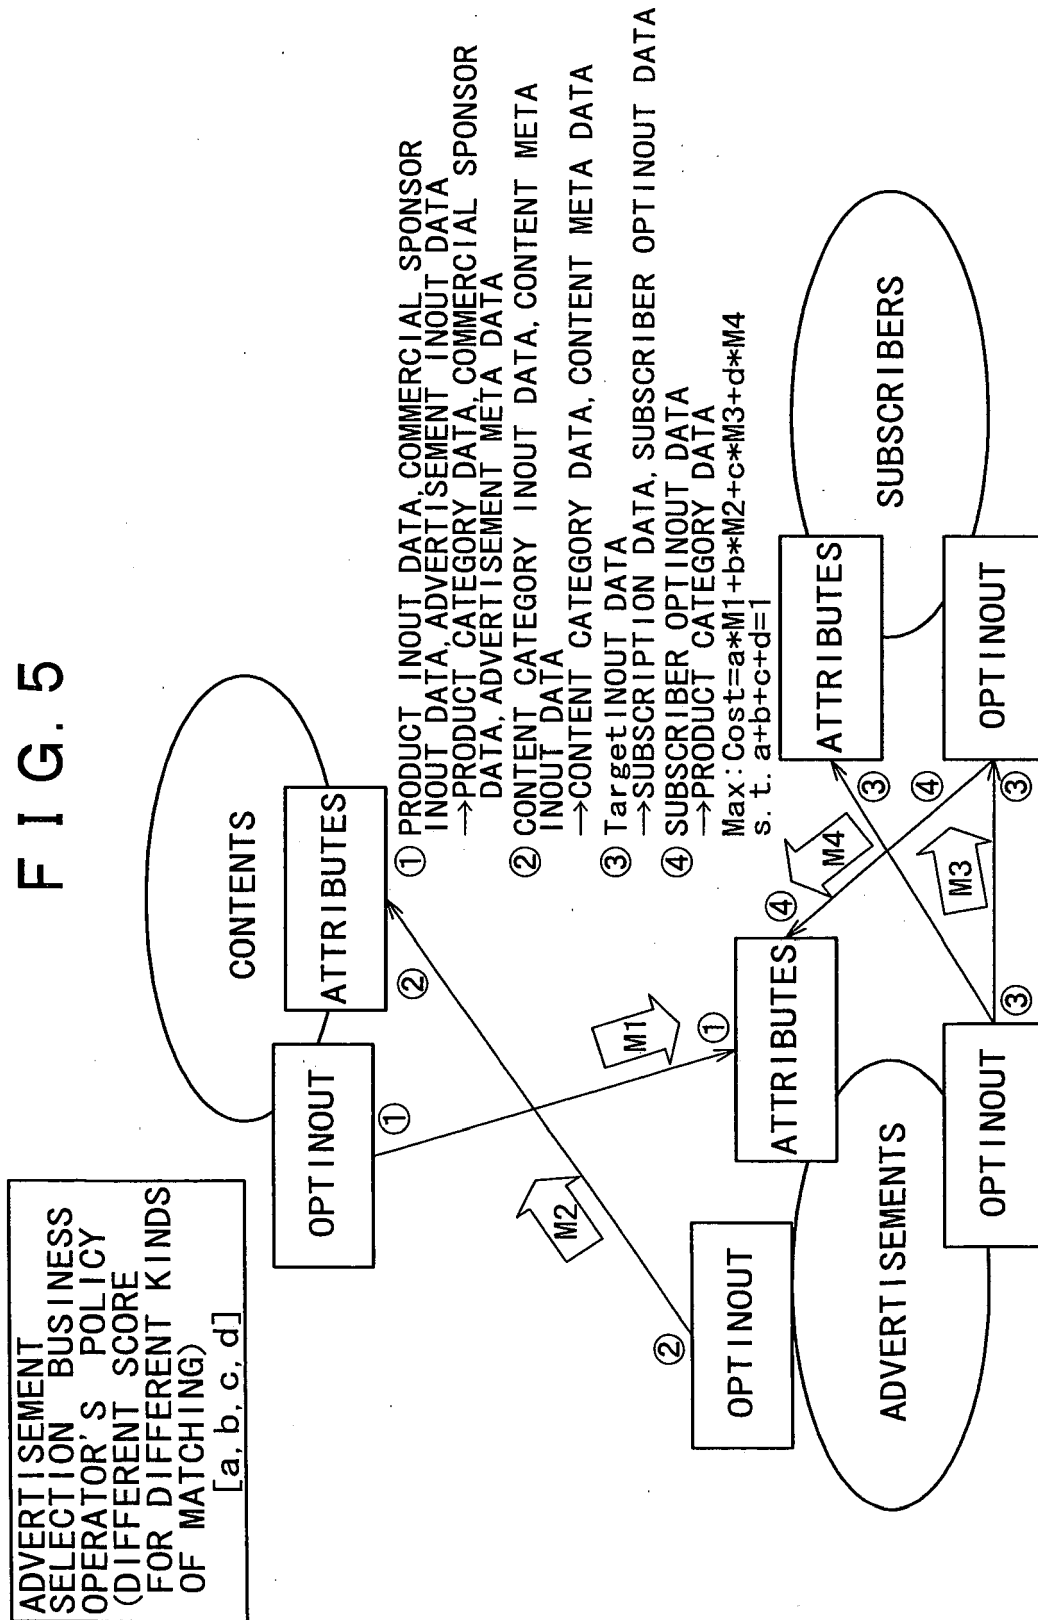 F I G. 5
ADVERTISEMENT
SELECTION BUSINESS
OPERATOR'S POLICY
(DIFFERENT SCORE
FOR DIFFERENT KINDS
OF MATCHING)
[a, b, c, d]
CONTENTS
OPTINOUT
ATTRIBUTES
①
②
M2
M1
②
①
OPTINOUT
ATTRIBUTES
④
M4
③
④
ATTRIBUTES
SUBSCRIBERS
ADVERTISEMENTS
OPTINOUT
③
M3
③
OPTINOUT
① PRODUCT INOUT DATA, COMMERCIAL SPONSOR
INOUT DATA, ADVERTISEMENT INOUT DATA
→PRODUCT CATEGORY DATA, COMMERCIAL SPONSOR
DATA, ADVERTISEMENT META DATA
② CONTENT CATEGORY INOUT DATA, CONTENT META
INOUT DATA
→CONTENT CATEGORY DATA, CONTENT META DATA
③ TargetINOUT DATA
→SUBSCRIPTION DATA, SUBSCRIBER OPTINOUT DATA
④ SUBSCRIBER OPTINOUT DATA
→PRODUCT CATEGORY DATA
Max:Cost=a*M1+b*M2+c*M3+d*M4
s. t. a+b+c+d=1